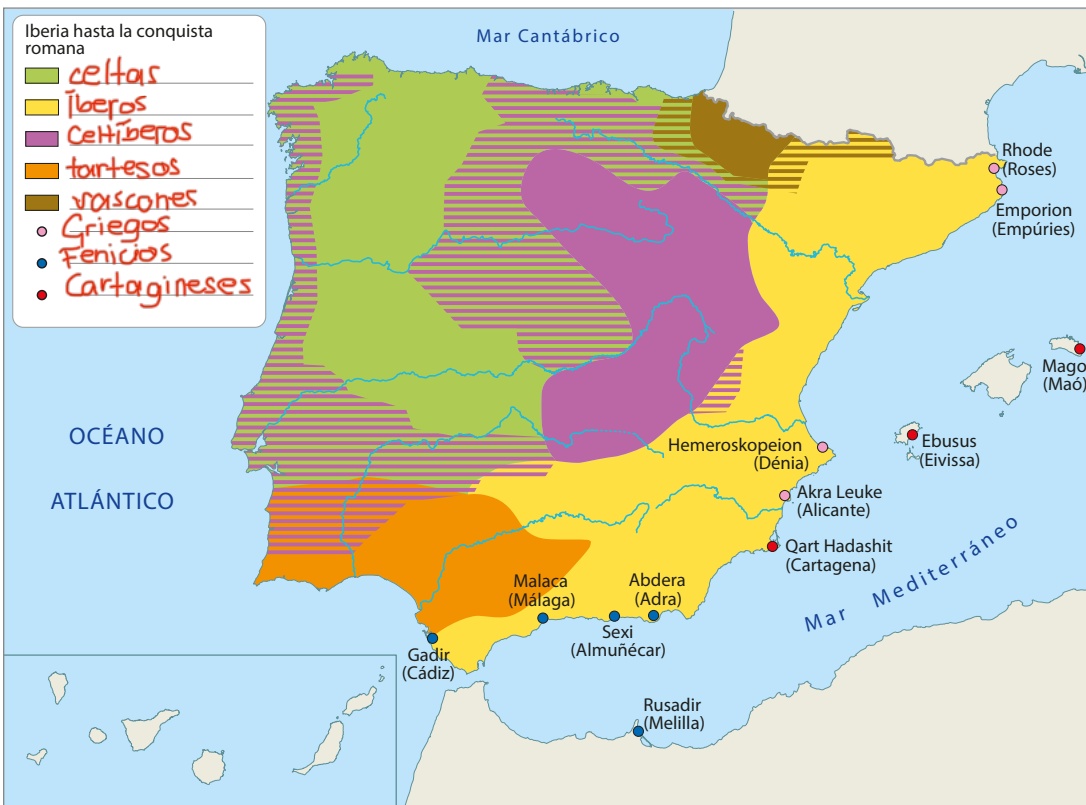 Iberia hasta la conquista
romana
celtas
Íberos
Celtíberos
tartesos
vascones
Griegos
Fenicios
Cartagineses
Mar Cantábrico
Rhode
(Roses)
Emporion
(Empúries)
Mago
(Maó)
OCÉANO
ATLÁNTICO
Hemeroskopeion
(Dénia)
Ebusus
(Eivissa)
Akra Leuke
(Alicante)
Qart Hadashit
(Cartagena)
Mar Mediterráneo
Malaca
(Málaga)
Abdera
(Adra)
Sexi
(Almuñécar)
Gadir
(Cádiz)
Rusadir
(Melilla)